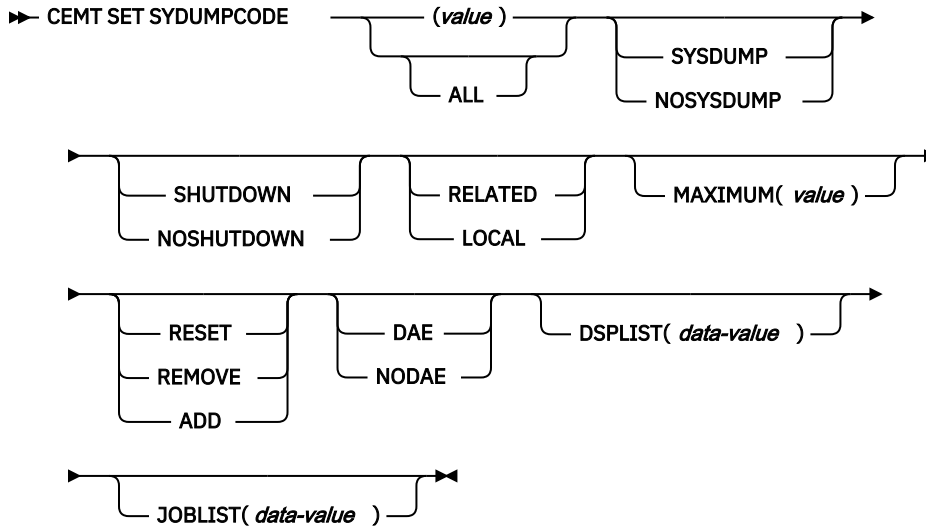 CEMT SET SYDUMPCODE (value)
ALL
SYSDUMP
NOSYSDUMP
SHUTDOWN
NOSHUTDOWN
RELATED
LOCAL
MAXIMUM( value )
RESET
REMOVE
ADD
DAE
NODAE
DSPLIST( data-value )
JOBLIST( data-value )